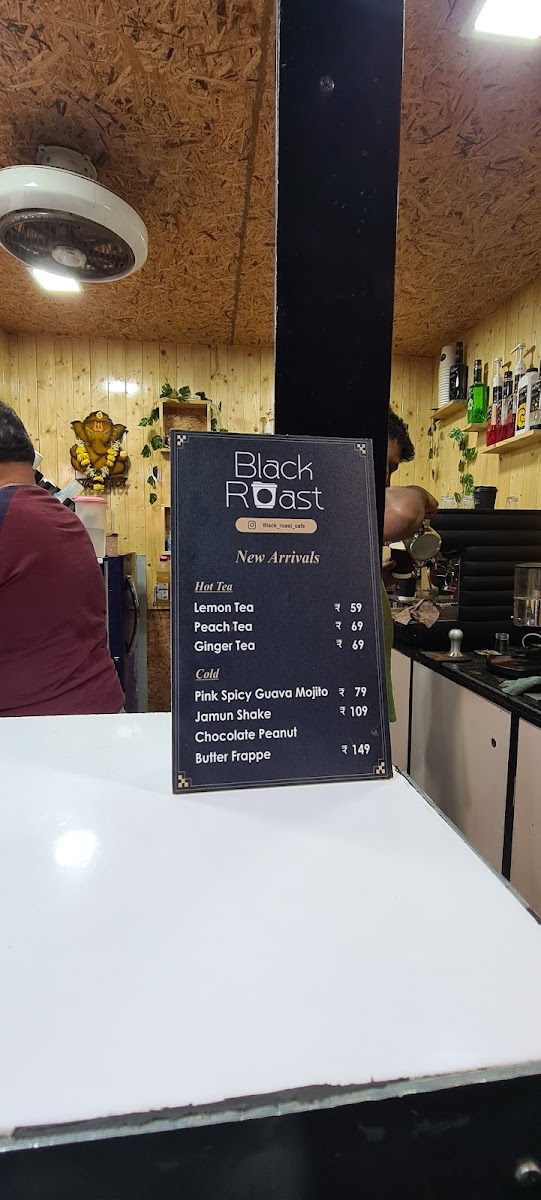 Black
Roast
Black_roast_cafe
New Arrivals
Hot Tea
Lemon Tea ₹ 59
Peach Tea ₹ 69
Ginger Tea ₹ 69
Cold
Pink Spicy Guava Mojito ₹ 79
Jamun Shake ₹ 109
Chocolate Peanut
Butter Frappe ₹ 149